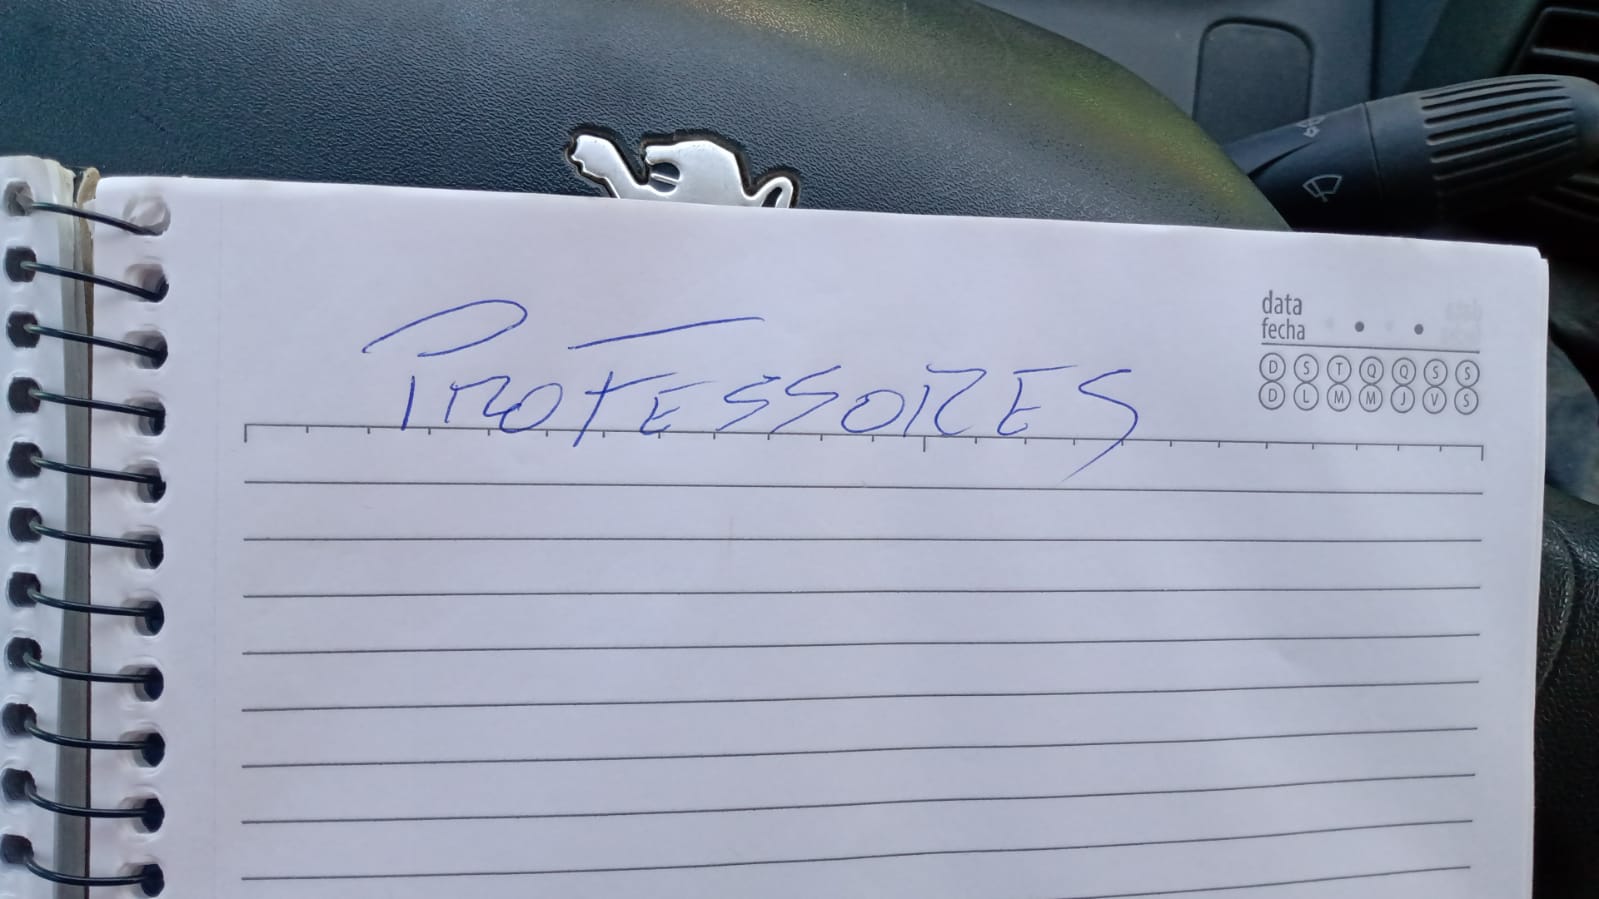 PROFESSORES
data
fecha
D S T Q Q S S
D L M M J V S